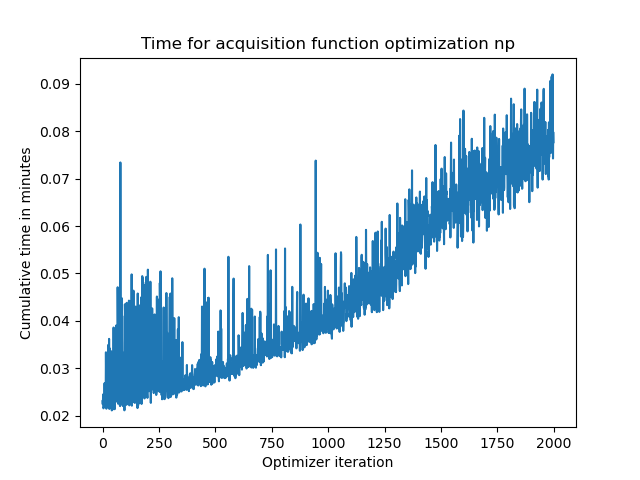 Time for acquisition function optimization np
Cumulative time in minutes
0.09
0.08
0.07
0.06
0.05
0.04
0.03
0.02
0 250 500 750 1000 1250 1500 1750 2000
Optimizer iteration